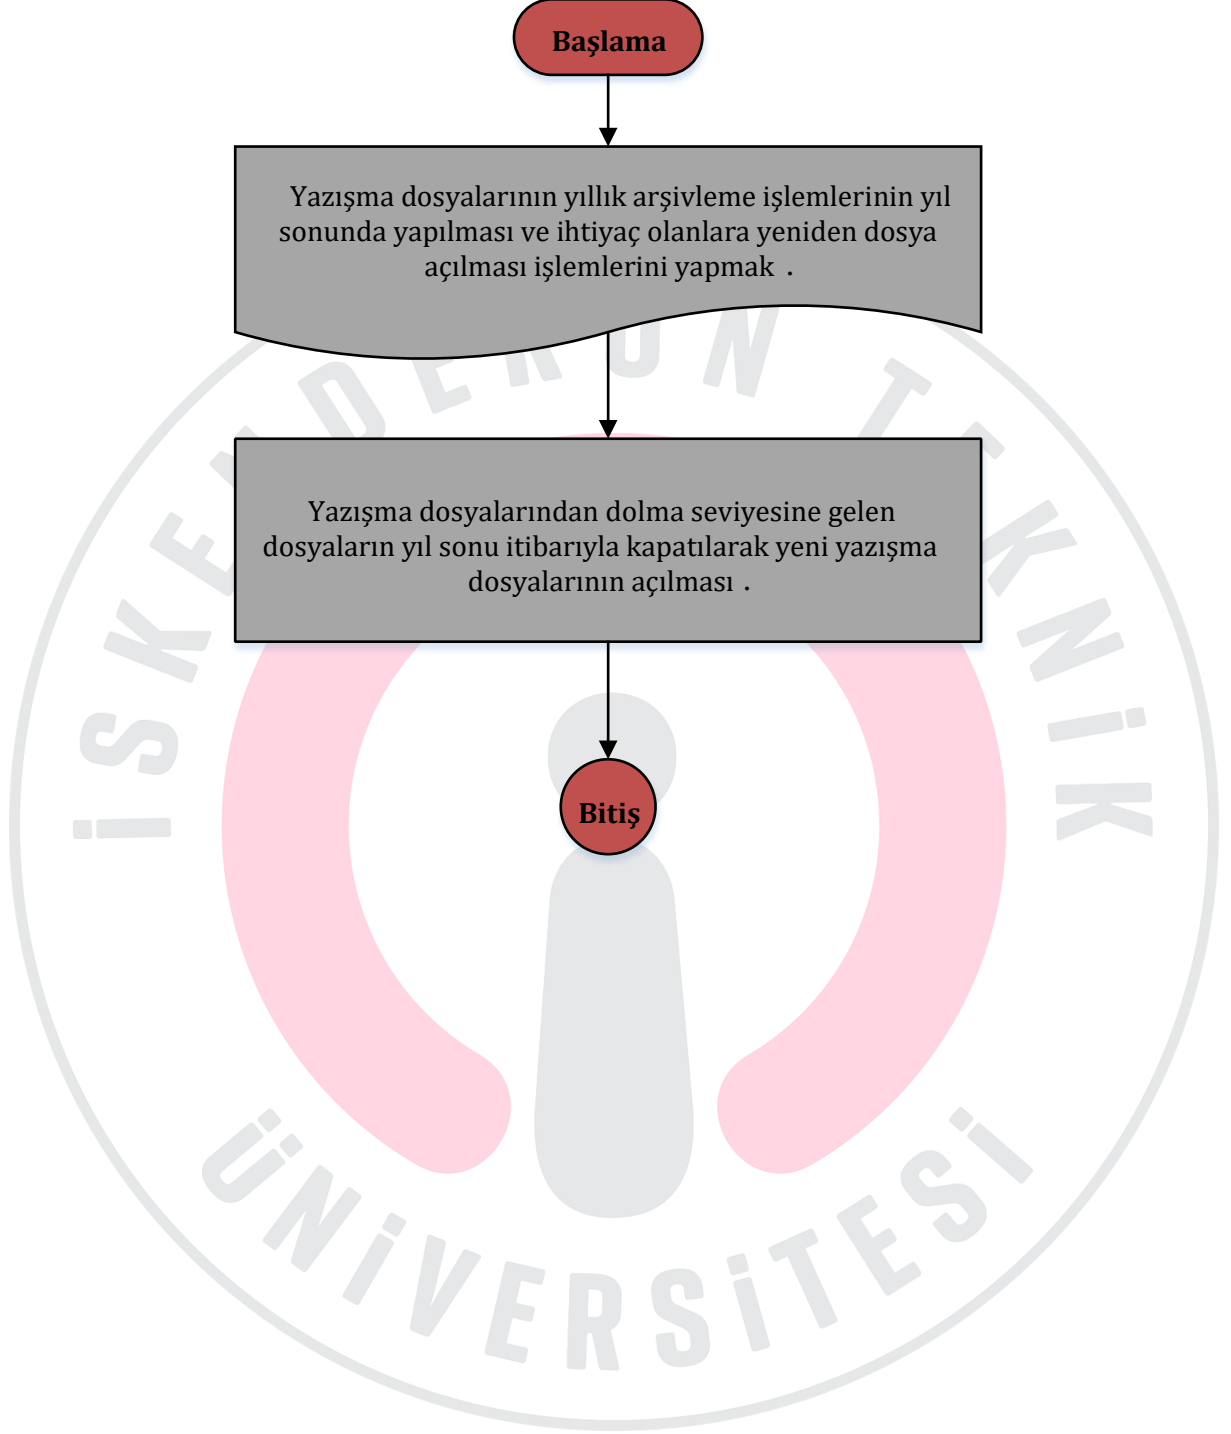 Başlama
Yazışma dosyalarının yıllık arşivleme işlemlerinin yıl
sonunda yapılması ve ihtiyaç olanlara yeniden dosya
açılması işlemlerini yapmak .
Yazışma dosyalarından dolma seviyesine gelen
dosyaların yıl sonu itibarıyla kapatılarak yeni yazışma
dosyalarının açılması .
Bitiş
İSKENDERUN TEKNİK
ÜNİVERSİTESİ